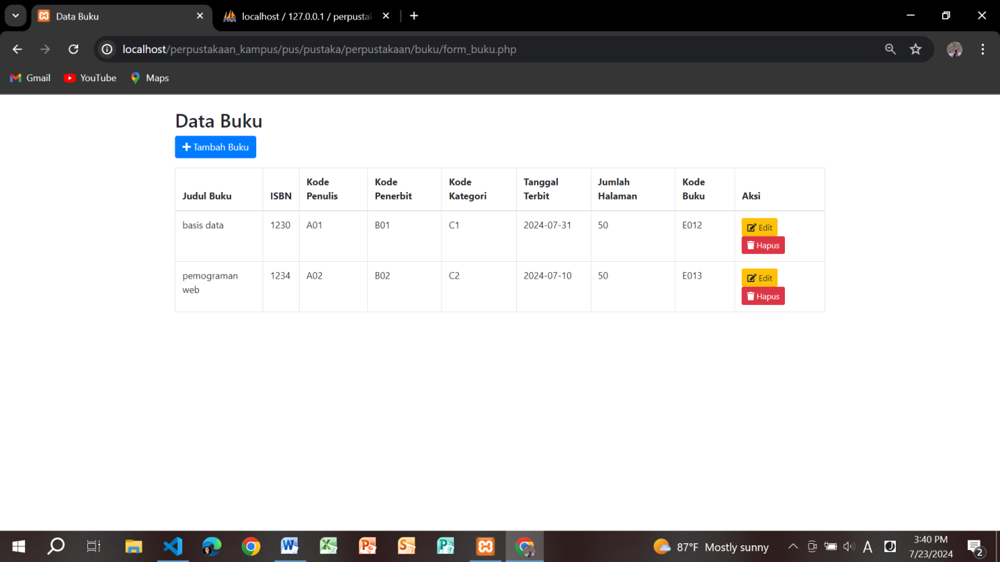 Data Buku
localhost / 127.0.0.1 / perpustak
localhost/perpustakaan_kampus/pus/pustaka/perpustakaan/buku/form_buku.php
Gmail YouTube Maps
Data Buku
Tambah Buku
Judul Buku ISBN Kode Penulis Kode Penerbit Kode Kategori Tanggal Terbit Jumlah Halaman Kode Buku Aksi
basis data 1230 A01 B01 C1 2024-07-31 50 E012 Edit
Hapus
pemograman web 1234 A02 B02 C2 2024-07-10 50 E013 Edit
Hapus
87°F Mostly sunny
A
3:40 PM
7/23/2024
2